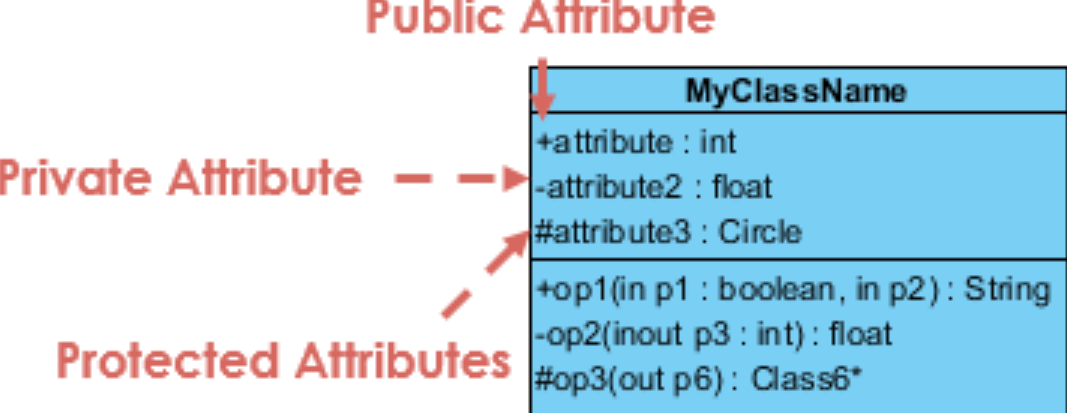 Public Attribute
MyClassName
+attribute : int
Private Attribute
-attribute2 : float
#attribute3 : Circle
+op1(in p1 : boolean, in p2) : String
-op2(inout p3 : int) : float
Protected Attributes
#op3(out p6) : Class6*